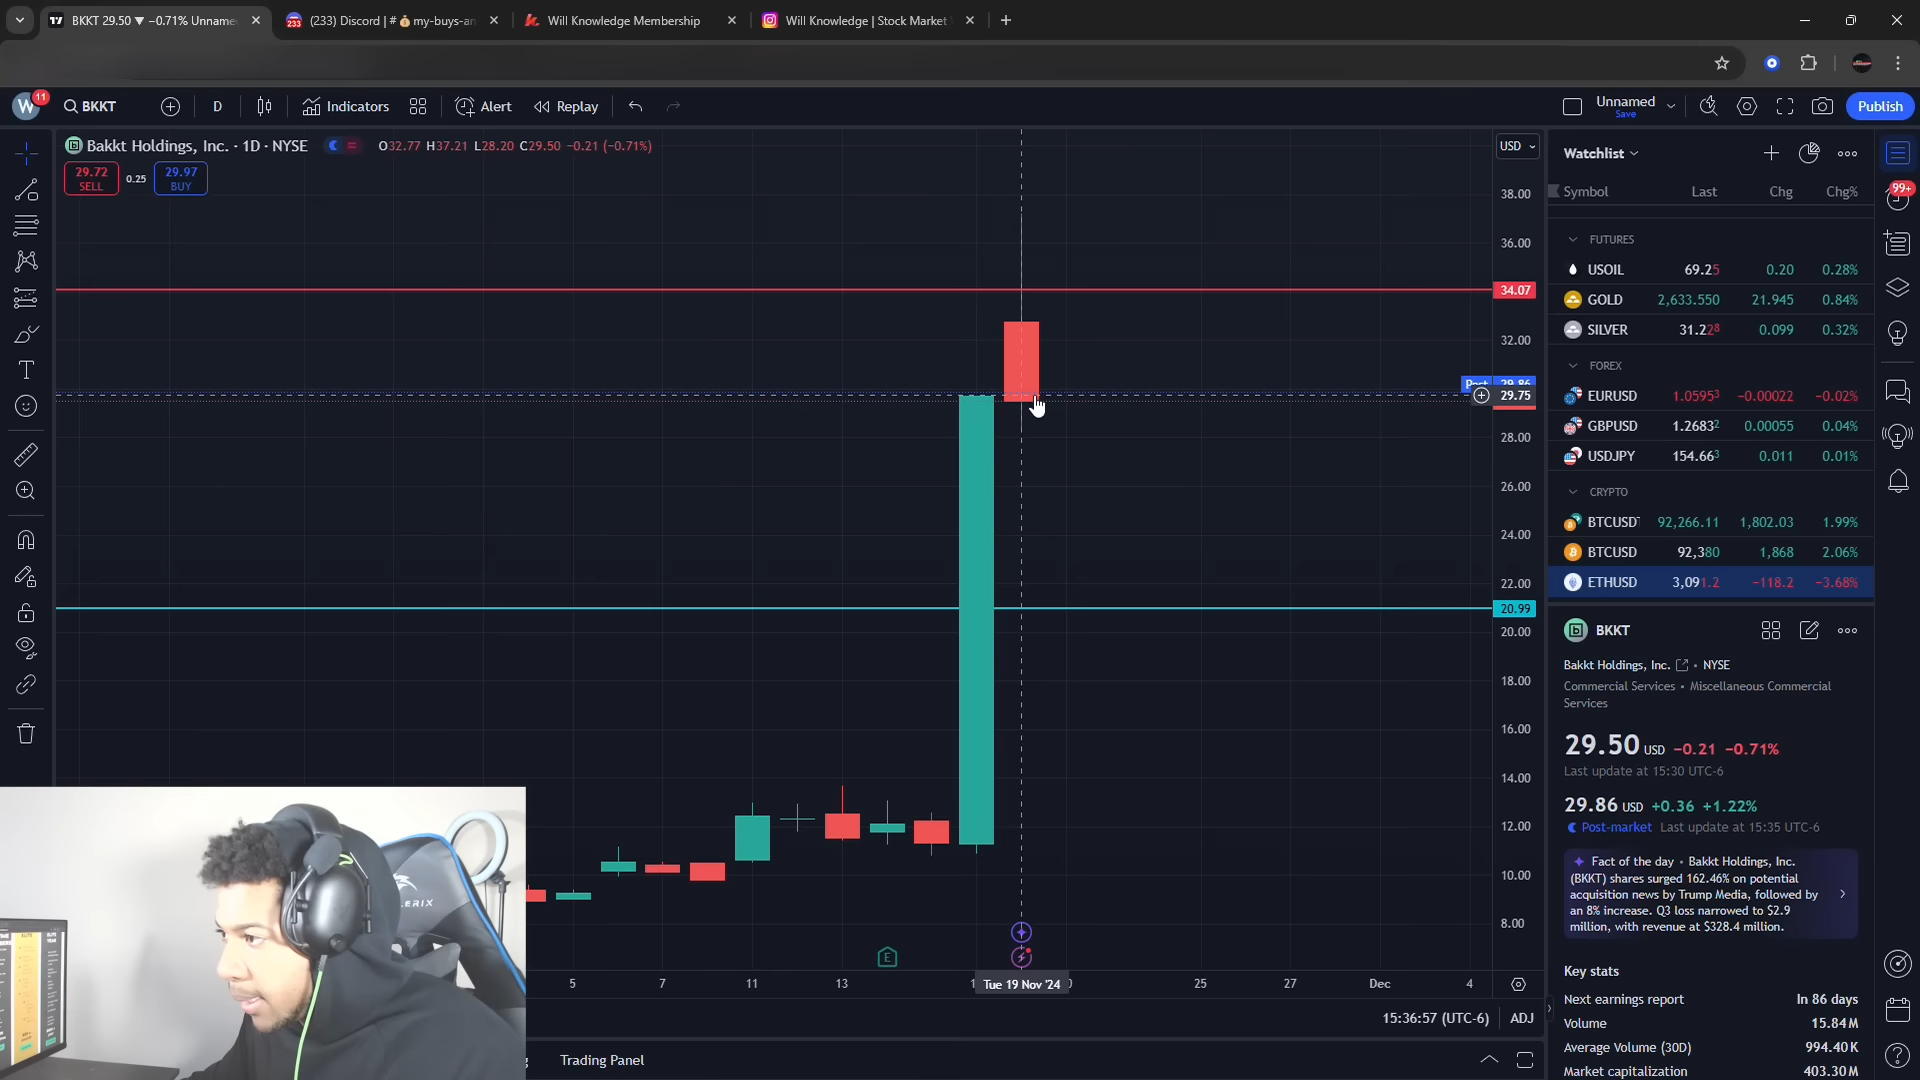 BKKT 29.50 ▼ −0.71% Unname
(233) Discord | # 💰my-buys-an
Will Knowledge Membership
Will Knowledge | Stock Market
W
11
BKKT
D
Indicators
Alert
Replay
Unnamed
Save
Publish
Bakkt Holdings, Inc. · 1D · NYSE
O32.77 H37.21 L28.20 C29.50 −0.21 (−0.71%)
29.72
SELL
0.25
29.97
BUY
USD
38.00
36.00
34.07
32.00
Post 29.86
29.75
28.00
26.00
24.00
22.00
20.99
20.00
18.00
16.00
14.00
12.00
10.00
8.00
E
5
7
11
13
Tue 19 Nov '24
25
27
Dec
4
15:36:57 (UTC-6)
ADJ
Trading Panel
Watchlist
99+
Symbol Last Chg Chg%
FUTURES
USOIL 69.25 0.20 0.28%
GOLD 2,633.550 21.945 0.84%
SILVER 31.228 0.099 0.32%
FOREX
EURUSD 1.05953 −0.00022 −0.02%
GBPUSD 1.26832 0.00055 0.04%
USDJPY 154.663 0.011 0.01%
CRYPTO
BTCUSDT 92,266.11 1,802.03 1.99%
BTCUSD 92,380 1,868 2.06%
ETHUSD 3,091.2 −118.2 −3.68%
BKKT
Bakkt Holdings, Inc. • NYSE
Commercial Services • Miscellaneous Commercial
Services
29.50 USD −0.21 −0.71%
Last update at 15:30 UTC-6
29.86 USD +0.36 +1.22%
Post-market Last update at 15:35 UTC-6
Fact of the day • Bakkt Holdings, Inc.
(BKKT) shares surged 162.46% on potential
acquisition news by Trump Media, followed by
an 8% increase. Q3 loss narrowed to $2.9
million, with revenue at $328.4 million.
Key stats
Next earnings report In 86 days
Volume 15.84M
Average Volume (30D) 994.40K
Market capitalization 403.30M